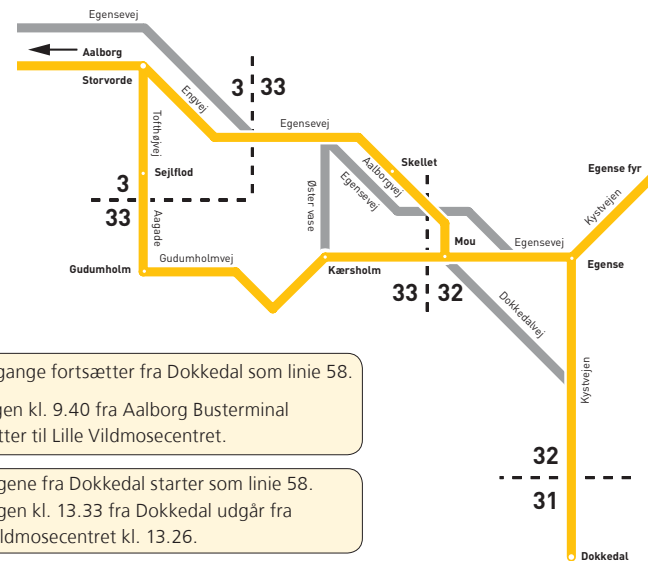 Egensevej
Aalborg
Storvorde
Engvej
3 33
Egensevej
Tofthøjvej
Sejlflod
3
33
Aagade
Øster vase
Egensevej
Aalborgvej
Skellet
Egense fyr
Kystvejen
Gudumholm
Gudumholmvej
Kærsholm
Mou
Egensevej
Egense
33 32
Dokkedalvej
Kystvejen
gange fortsætter fra Dokkedal som linie 58.
gen kl. 9.40 fra Aalborg Busterminal
tter til Lille Vildmosecentret.
32
31
gene fra Dokkedal starter som linie 58.
gen kl. 13.33 fra Dokkedal udgår fra
ildmosecentret kl. 13.26.
Dokkedal